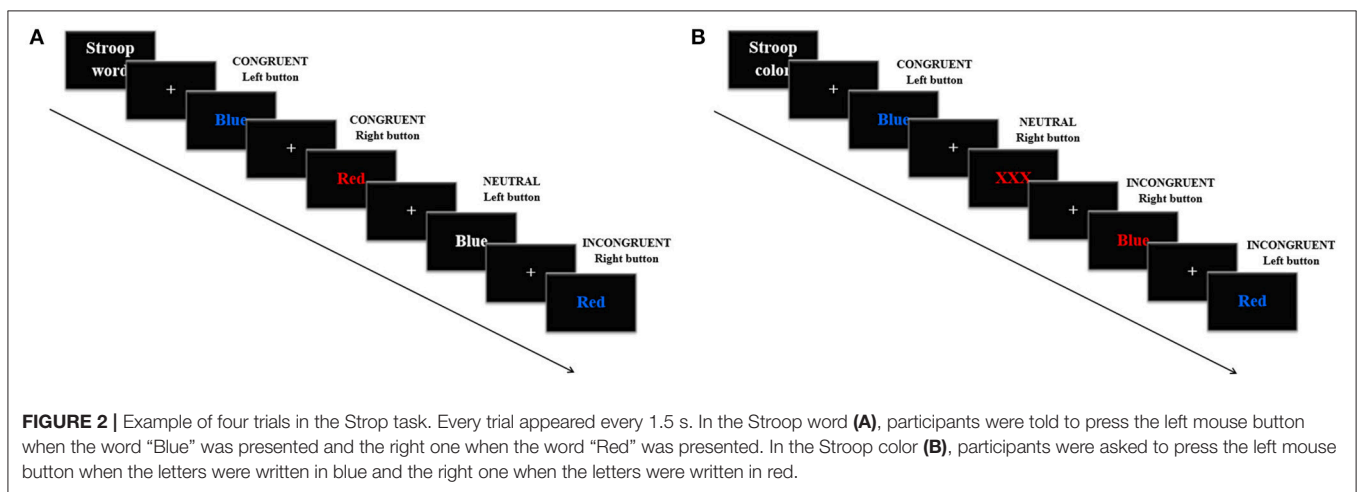 A
Stroop
word
+
CONGRUENT
Left button
Blue
+
CONGRUENT
Right button
Red
+
NEUTRAL
Left button
Blue
+
INCONGRUENT
Right button
Red
B
Stroop
color
+
CONGRUENT
Left button
Blue
+
NEUTRAL
Right button
XXX
+
INCONGRUENT
Right button
Blue
+
INCONGRUENT
Left button
Red
FIGURE 2 | Example of four trials in the Strop task. Every trial appeared every 1.5 s. In the Stroop word (A), participants were told to press the left mouse button
when the word “Blue” was presented and the right one when the word “Red” was presented. In the Stroop color (B), participants were asked to press the left mouse
button when the letters were written in blue and the right one when the letters were written in red.